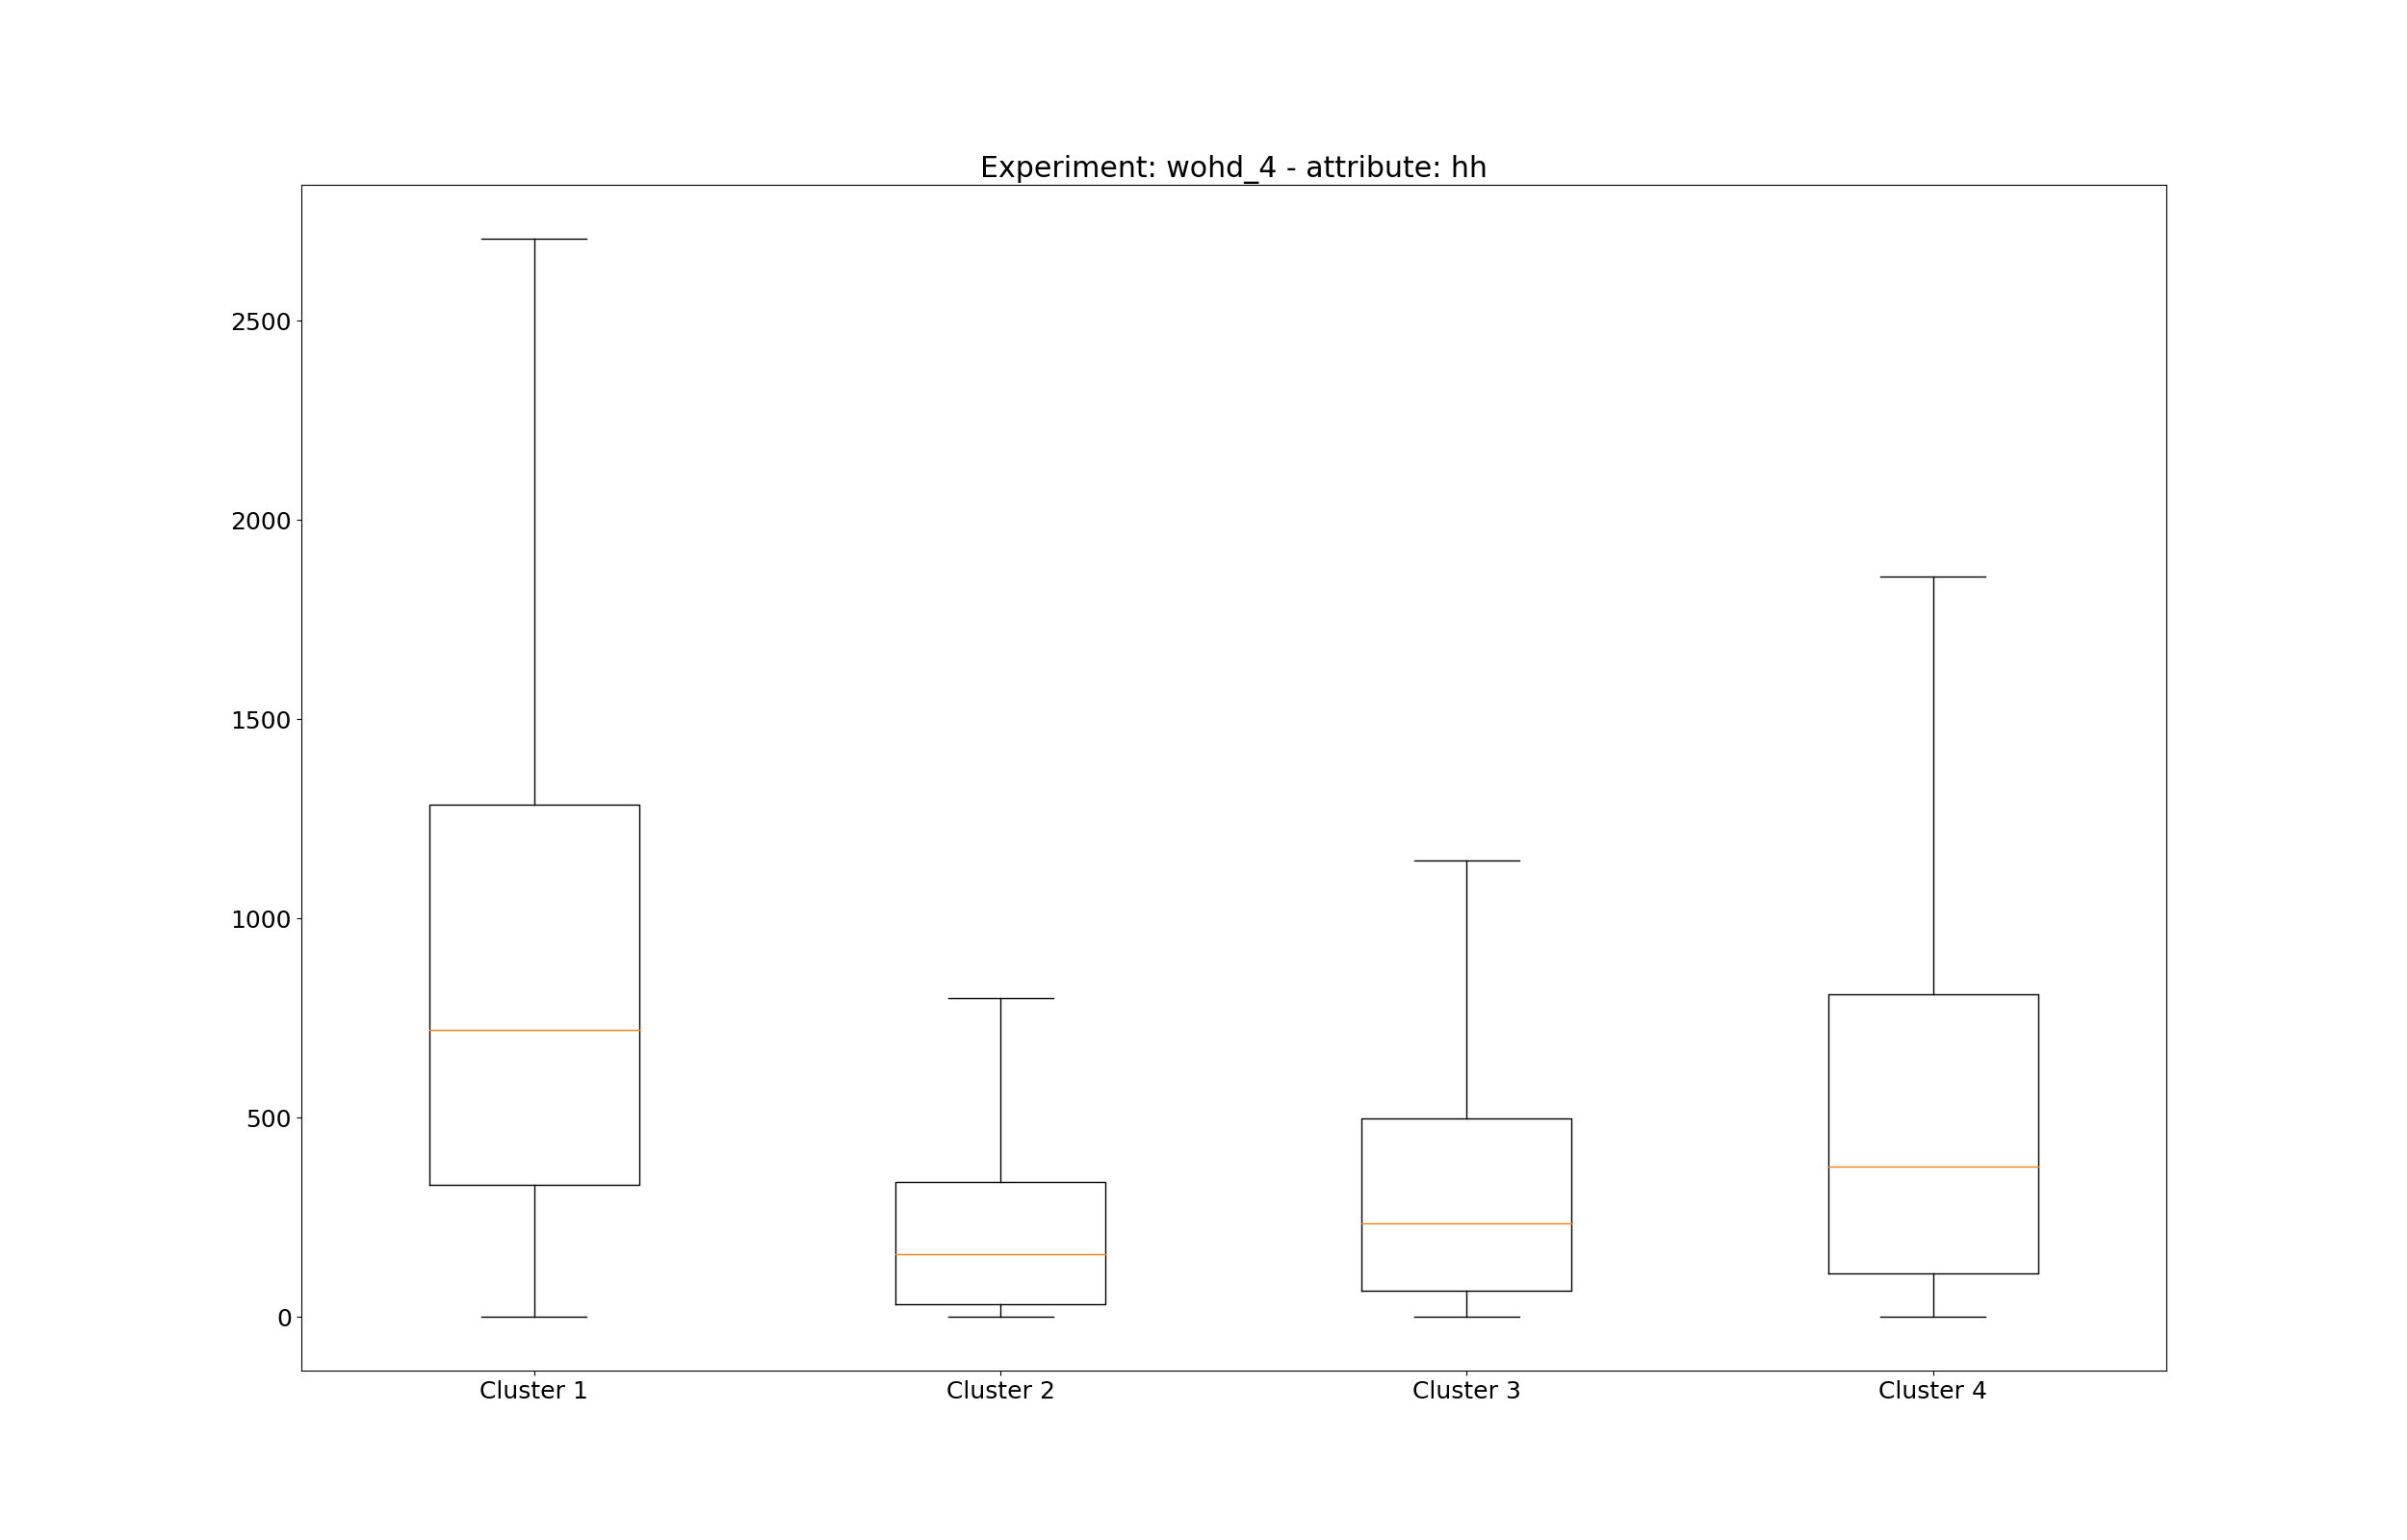 Experiment: wohd_4 - attribute: hh
2500
2000
1500
1000
500
0
Cluster 1
Cluster 2
Cluster 3
Cluster 4